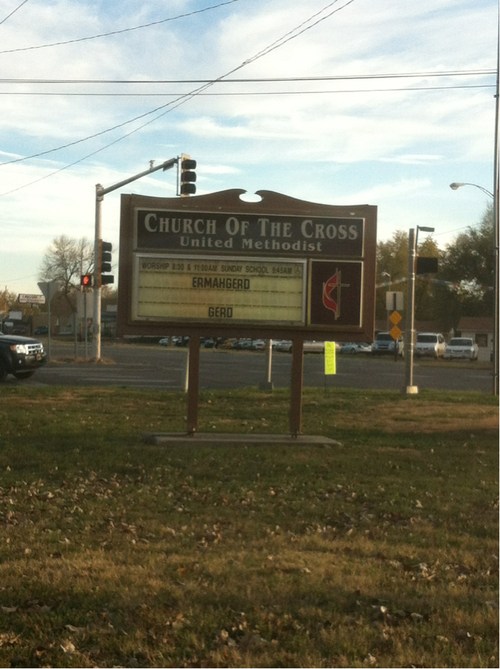 CHURCH OF THE CROSS
United Methodist
WORSHIP 8:30 & 11:00AM SUNDAY SCHOOL 9:45AM
ERMAHGERD
GERD